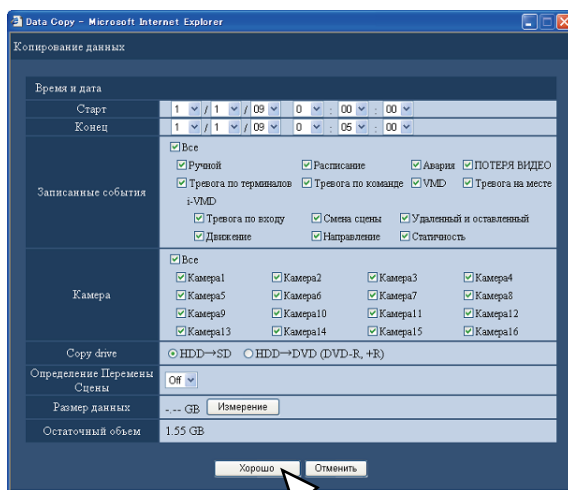 Data Copy - Microsoft Internet Explorer
Копирование данных
Время и дата
Старт 1 / 1 / 09 0 : 00 : 00
Конец 1 / 1 / 09 0 : 05 : 00
Записанные события
Все
Ручной Расписание Авария ПОТЕРЯ ВИДЕО
Тревога по терминалов Тревога по команде VMD Тревога на месте
i-VMD
Тревога по входу Смена сцены Удаленный и оставленный
Движение Направление Статичность
Камера
Все
Камера1 Камера2 Камера3 Камера4
Камера5 Камера6 Камера7 Камера8
Камера9 Камера10 Камера11 Камера12
Камера13 Камера14 Камера15 Камера16
Copy drive HDD→SD HDD→DVD (DVD-R, +R)
Определение Перемены
Сцены
Off
Размер данных -.-- GB Измерение
Остаточный объем 1.55 GB
Хорошо Отменить